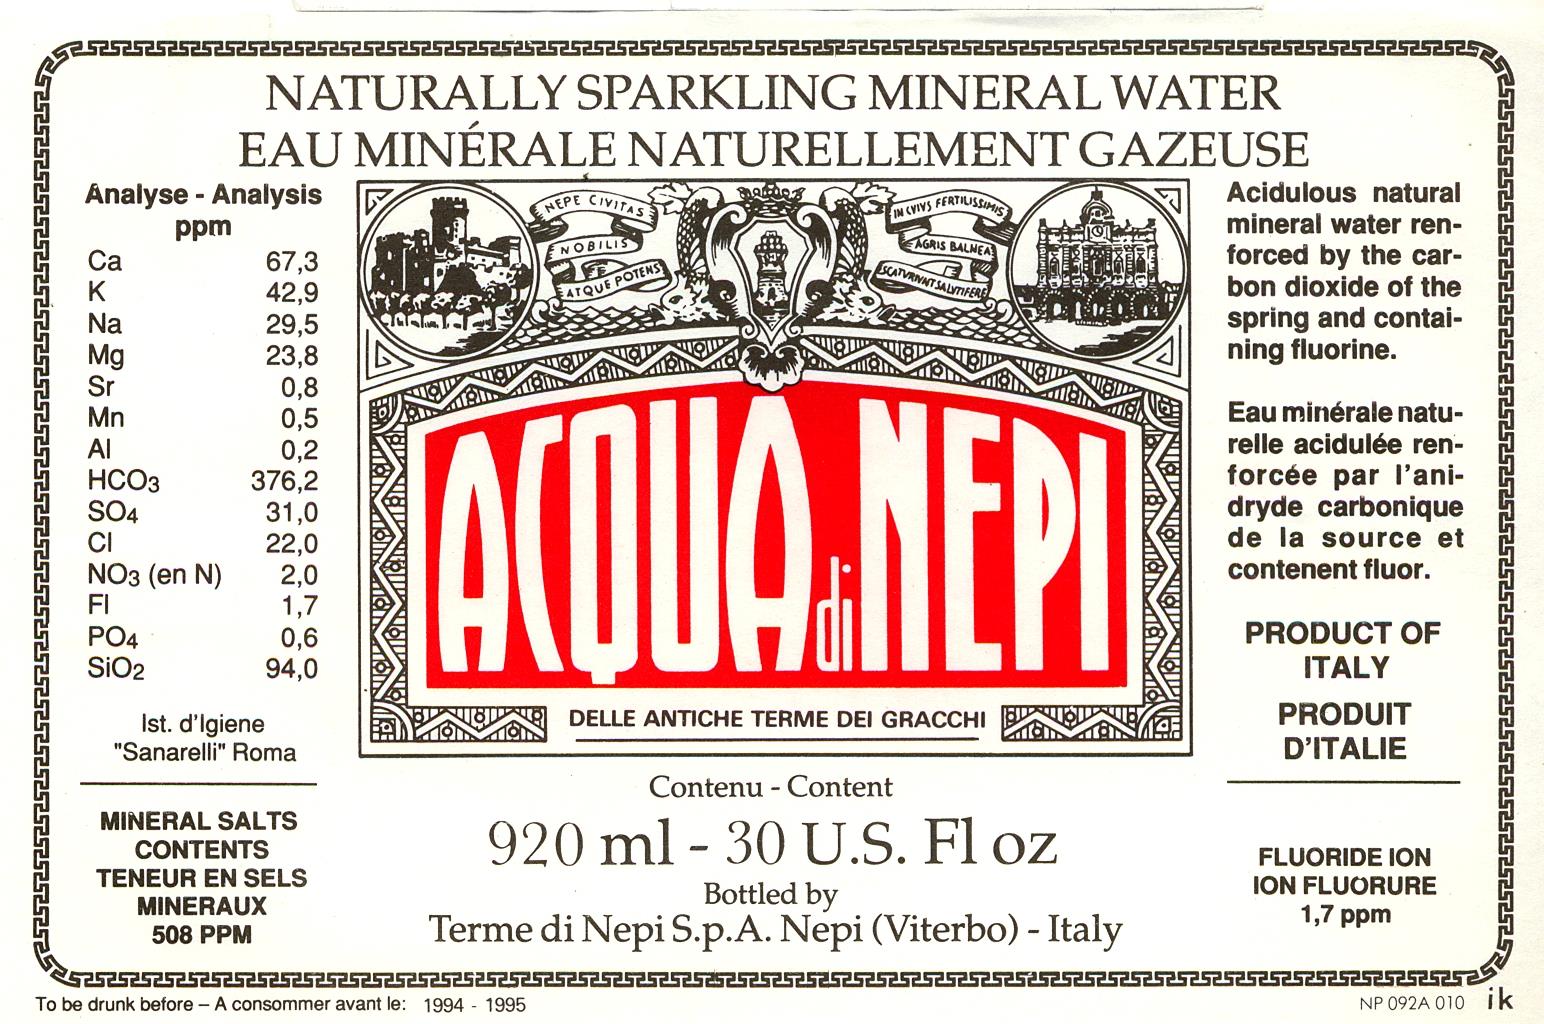 NATURALLY SPARKLING MINERAL WATER
EAU MINÉRALE NATURELLEMENT GAZEUSE
Analyse - Analysis
ppm
Ca 67,3
K 42,9
Na 29,5
Mg 23,8
Sr 0,8
Mn 0,5
Al 0,2
HCO3 376,2
SO4 31,0
Cl 22,0
NO3 (en N) 2,0
Fl 1,7
PO4 0,6
SiO2 94,0
Ist. d'Igiene
"Sanarelli" Roma
MINERAL SALTS
CONTENTS
TENEUR EN SELS
MINERAUX
508 PPM
NEPE CIVITAS
NOBILIS
ATQUE POTENS
IN CVIVS FERTILISSIMIS
AGRIS BALNEA
SCATVRIVNT SALVTIFERE
ACQUA di NEPI
DELLE ANTICHE TERME DEI GRACCHI
Contenu - Content
920 ml - 30 U.S. Fl oz
Bottled by
Terme di Nepi S.p.A. Nepi (Viterbo) - Italy
Acidulous natural
mineral water ren-
forced by the car-
bon dioxide of the
spring and contai-
ning fluorine.
Eau minérale natu-
relle acidulée ren-
forcée par l'ani-
dryde carbonique
de la source et
contenent fluor.
PRODUCT OF
ITALY
PRODUIT
D'ITALIE
FLUORIDE ION
ION FLUORURE
1,7 ppm
To be drunk before – A consommer avant le: 1994 - 1995
NP 092A 010 ik